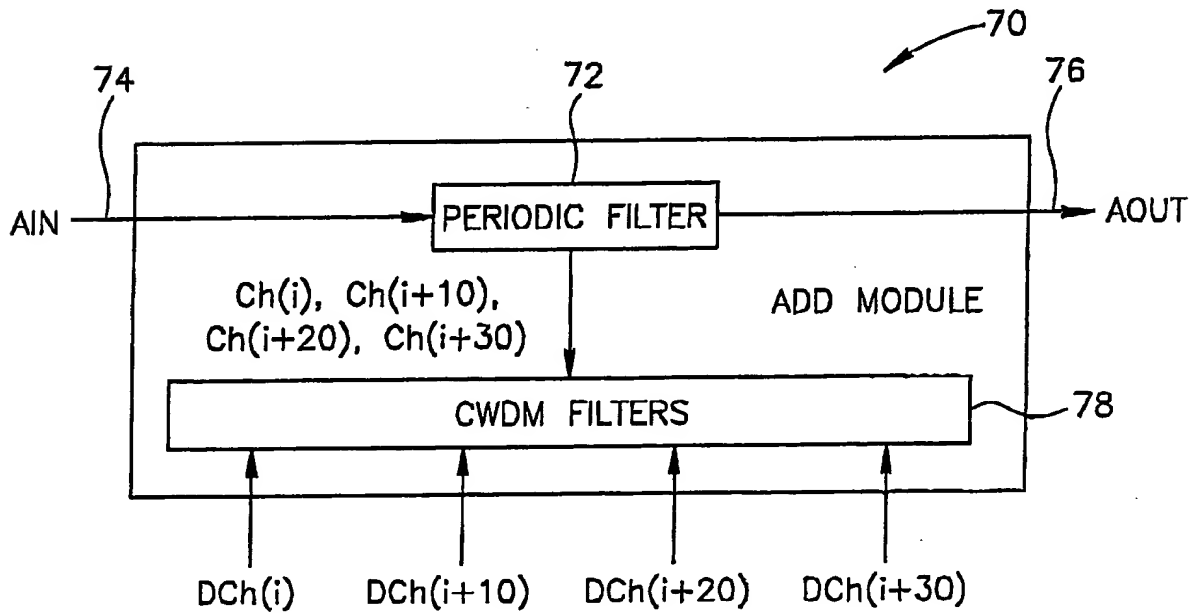 70
74
72
76
AIN
PERIODIC FILTER
AOUT
Ch(i), Ch(i+10),
Ch(i+20), Ch(i+30)
ADD MODULE
CWDM FILTERS
78
DCh(i)
DCh(i+10)
DCh(i+20)
DCh(i+30)